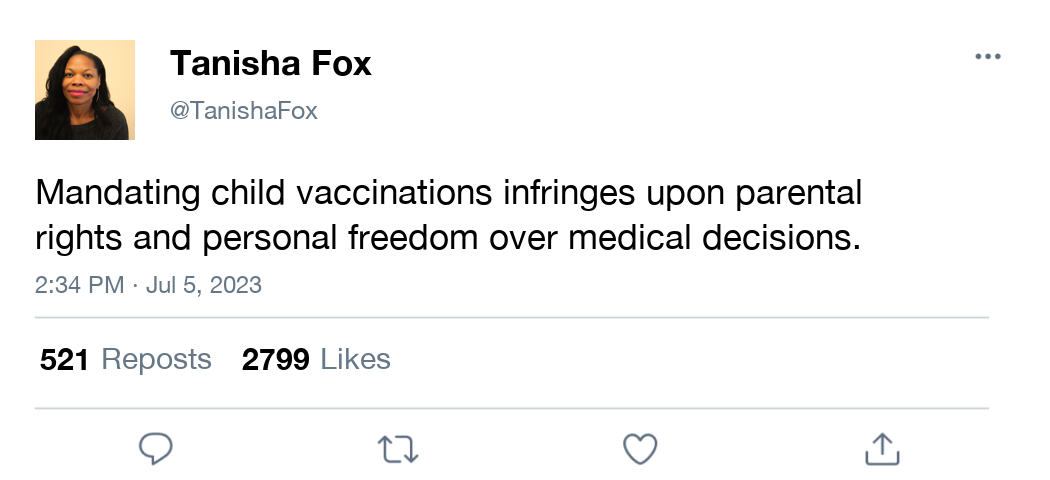 Tanisha Fox
@TanishaFox
Mandating child vaccinations infringes upon parental
rights and personal freedom over medical decisions.
2:34 PM · Jul 5, 2023
521 Reposts 2799 Likes